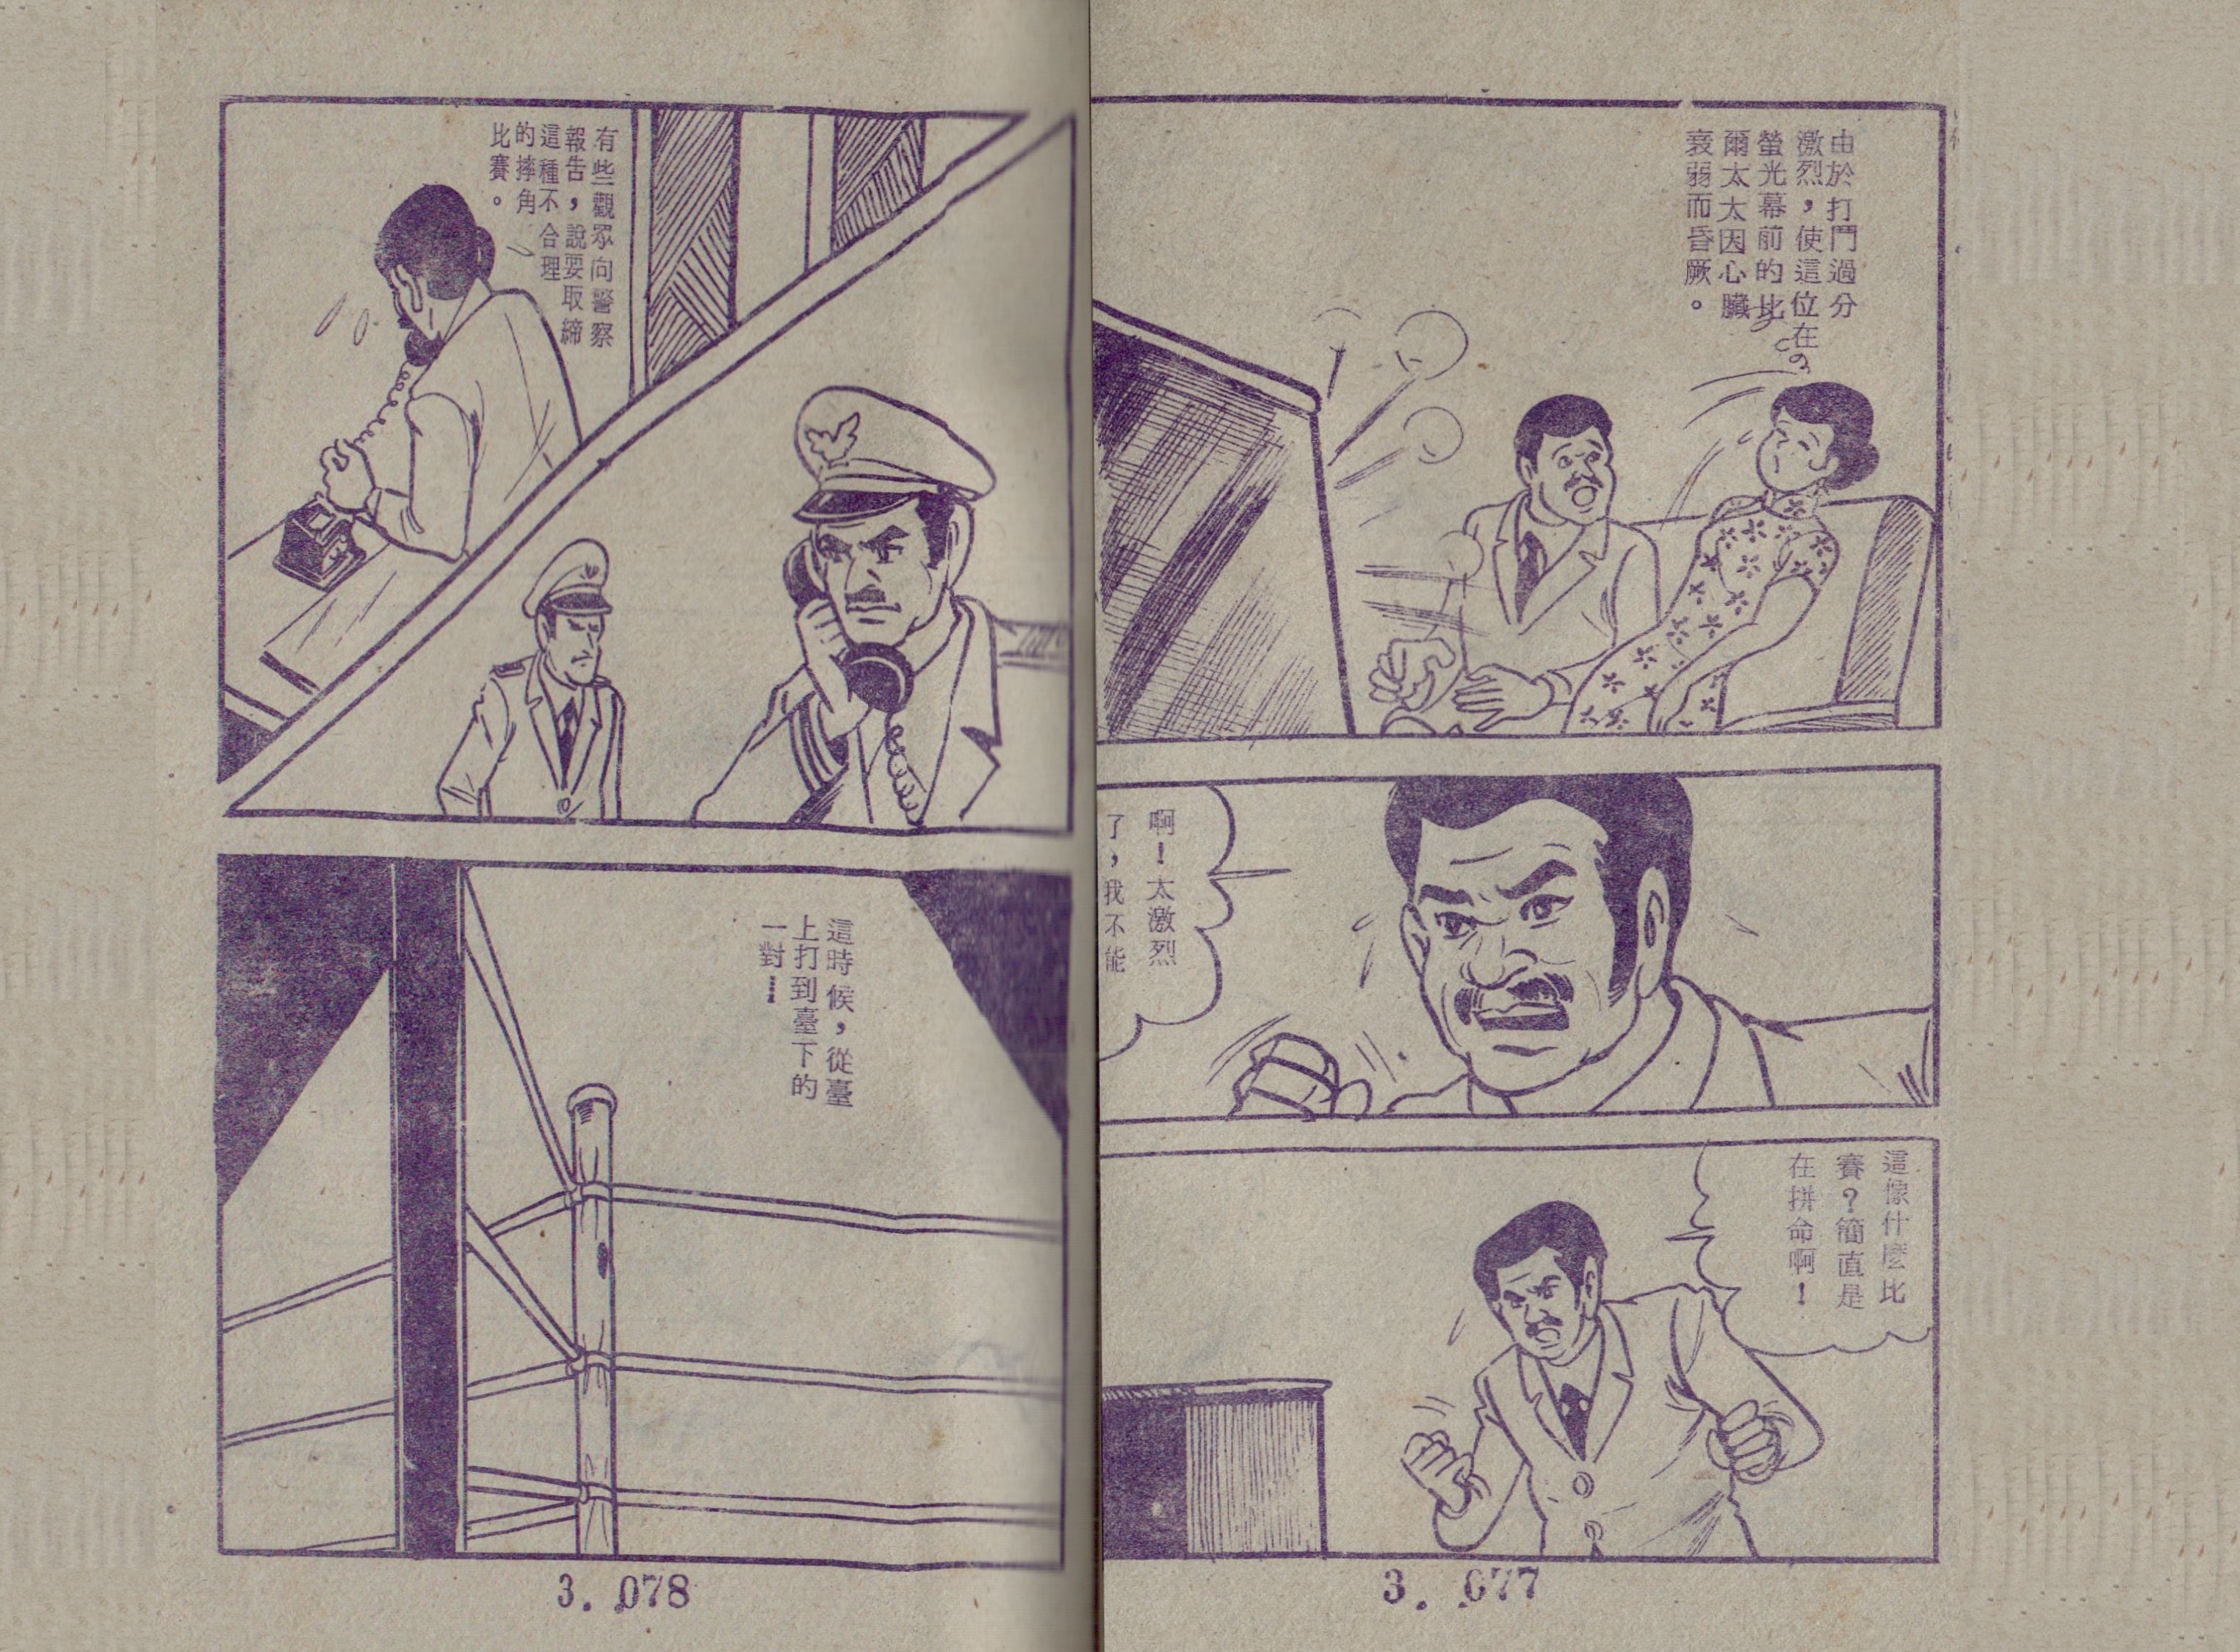 由於打鬥過分
激烈，使這位在
螢光幕前的比
爾太太因心臟
衰弱而昏厥。
啊！太激烈
了，我不能
這像什麼比
賽？簡直是
在拼命啊！
3. 077
有些觀眾向警察
報告，說要取締
這種不合理
的摔角
比賽。
這時候，從臺
上打到臺下的
一對……
3. 078